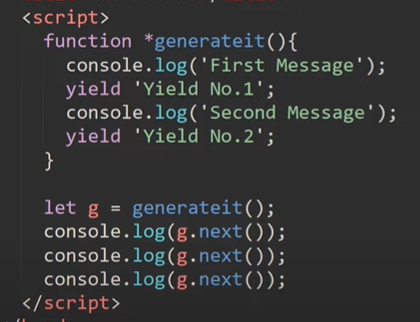 <script>
function *generateit(){
console.log('First Message');
yield 'Yield No.1';
console.log('Second Message');
yield 'Yield No.2';
}
let g = generateit();
console.log(g.next());
console.log(g.next());
console.log(g.next());
</script>